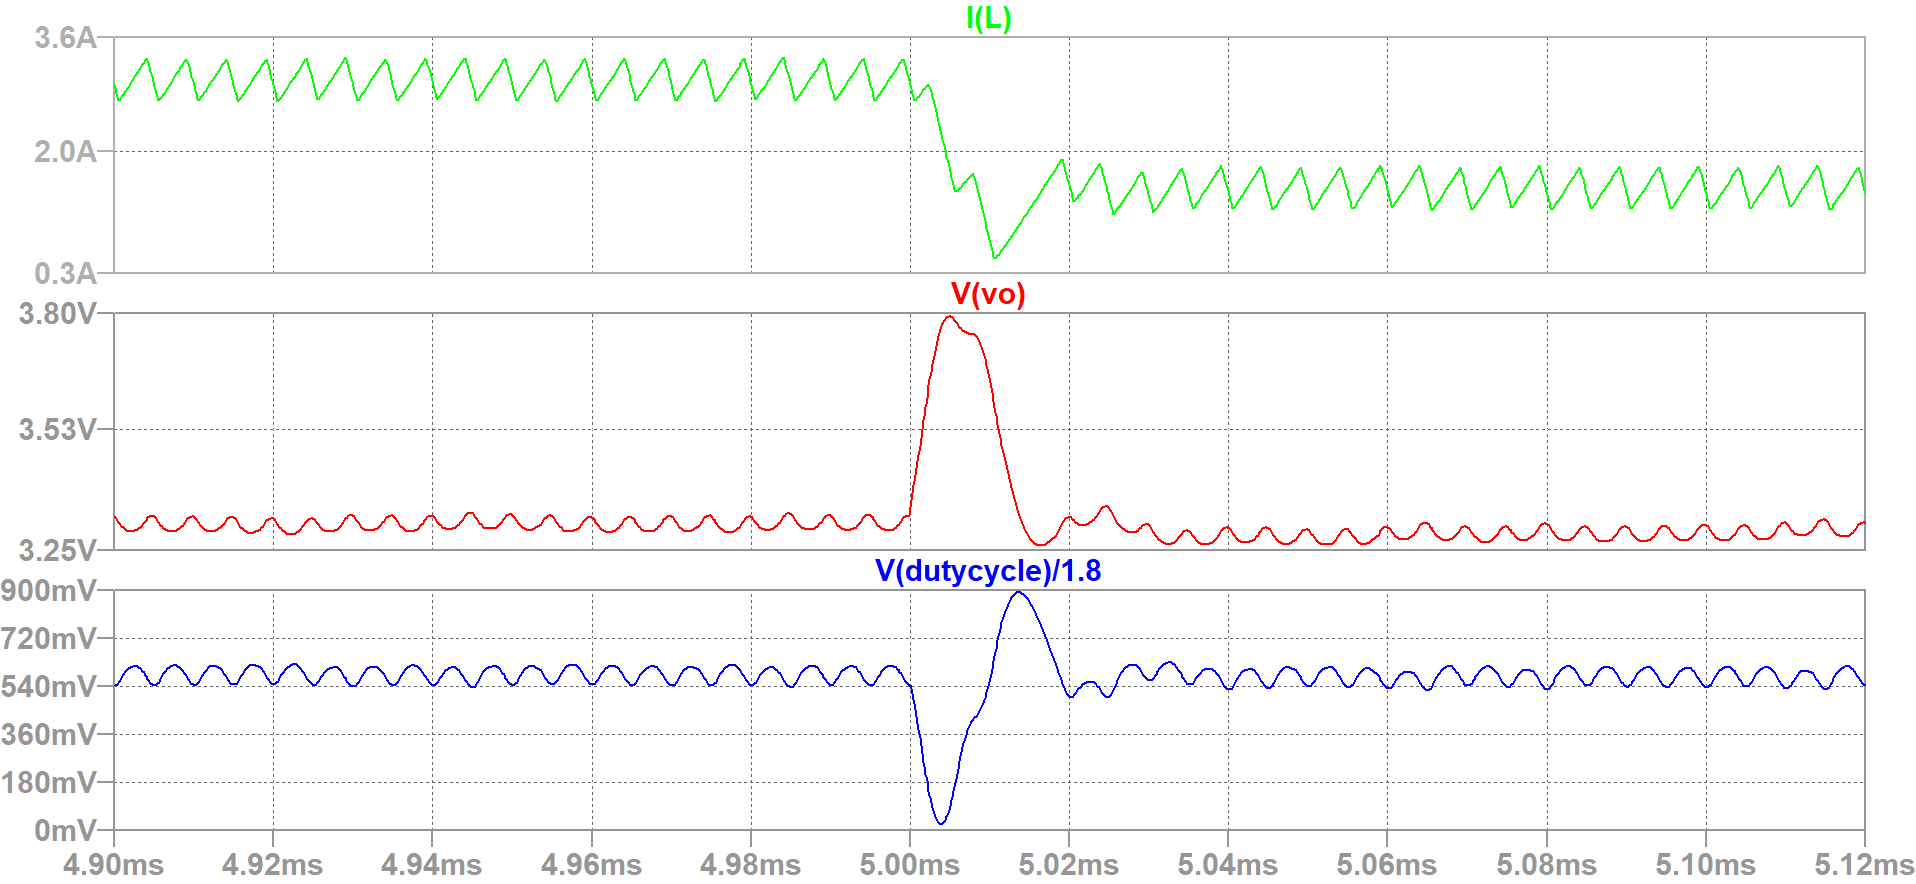 I(L)
3.6A
2.0A
0.3A
V(vo)
3.80V
3.53V
3.25V
V(dutycycle)/1.8
900mV
720mV
540mV
360mV
180mV
0mV
4.90ms 4.92ms 4.94ms 4.96ms 4.98ms 5.00ms 5.02ms 5.04ms 5.06ms 5.08ms 5.10ms 5.12ms